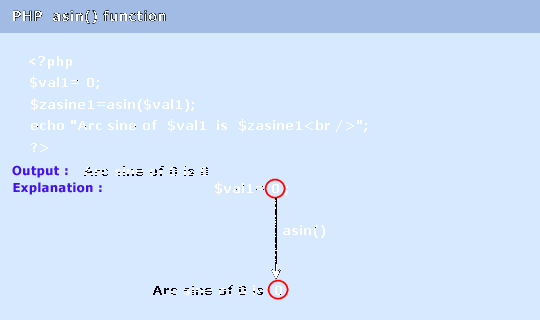 PHP asin() function
<?php
$val1= 0;
$zasine1=asin($val1);
echo "Arc sine of $val1 is $zasine1<br />";
?>
Output : Arc sine of 0 is 0
Explanation :
$val1= 0
asin()
Arc sine of 0 is 0